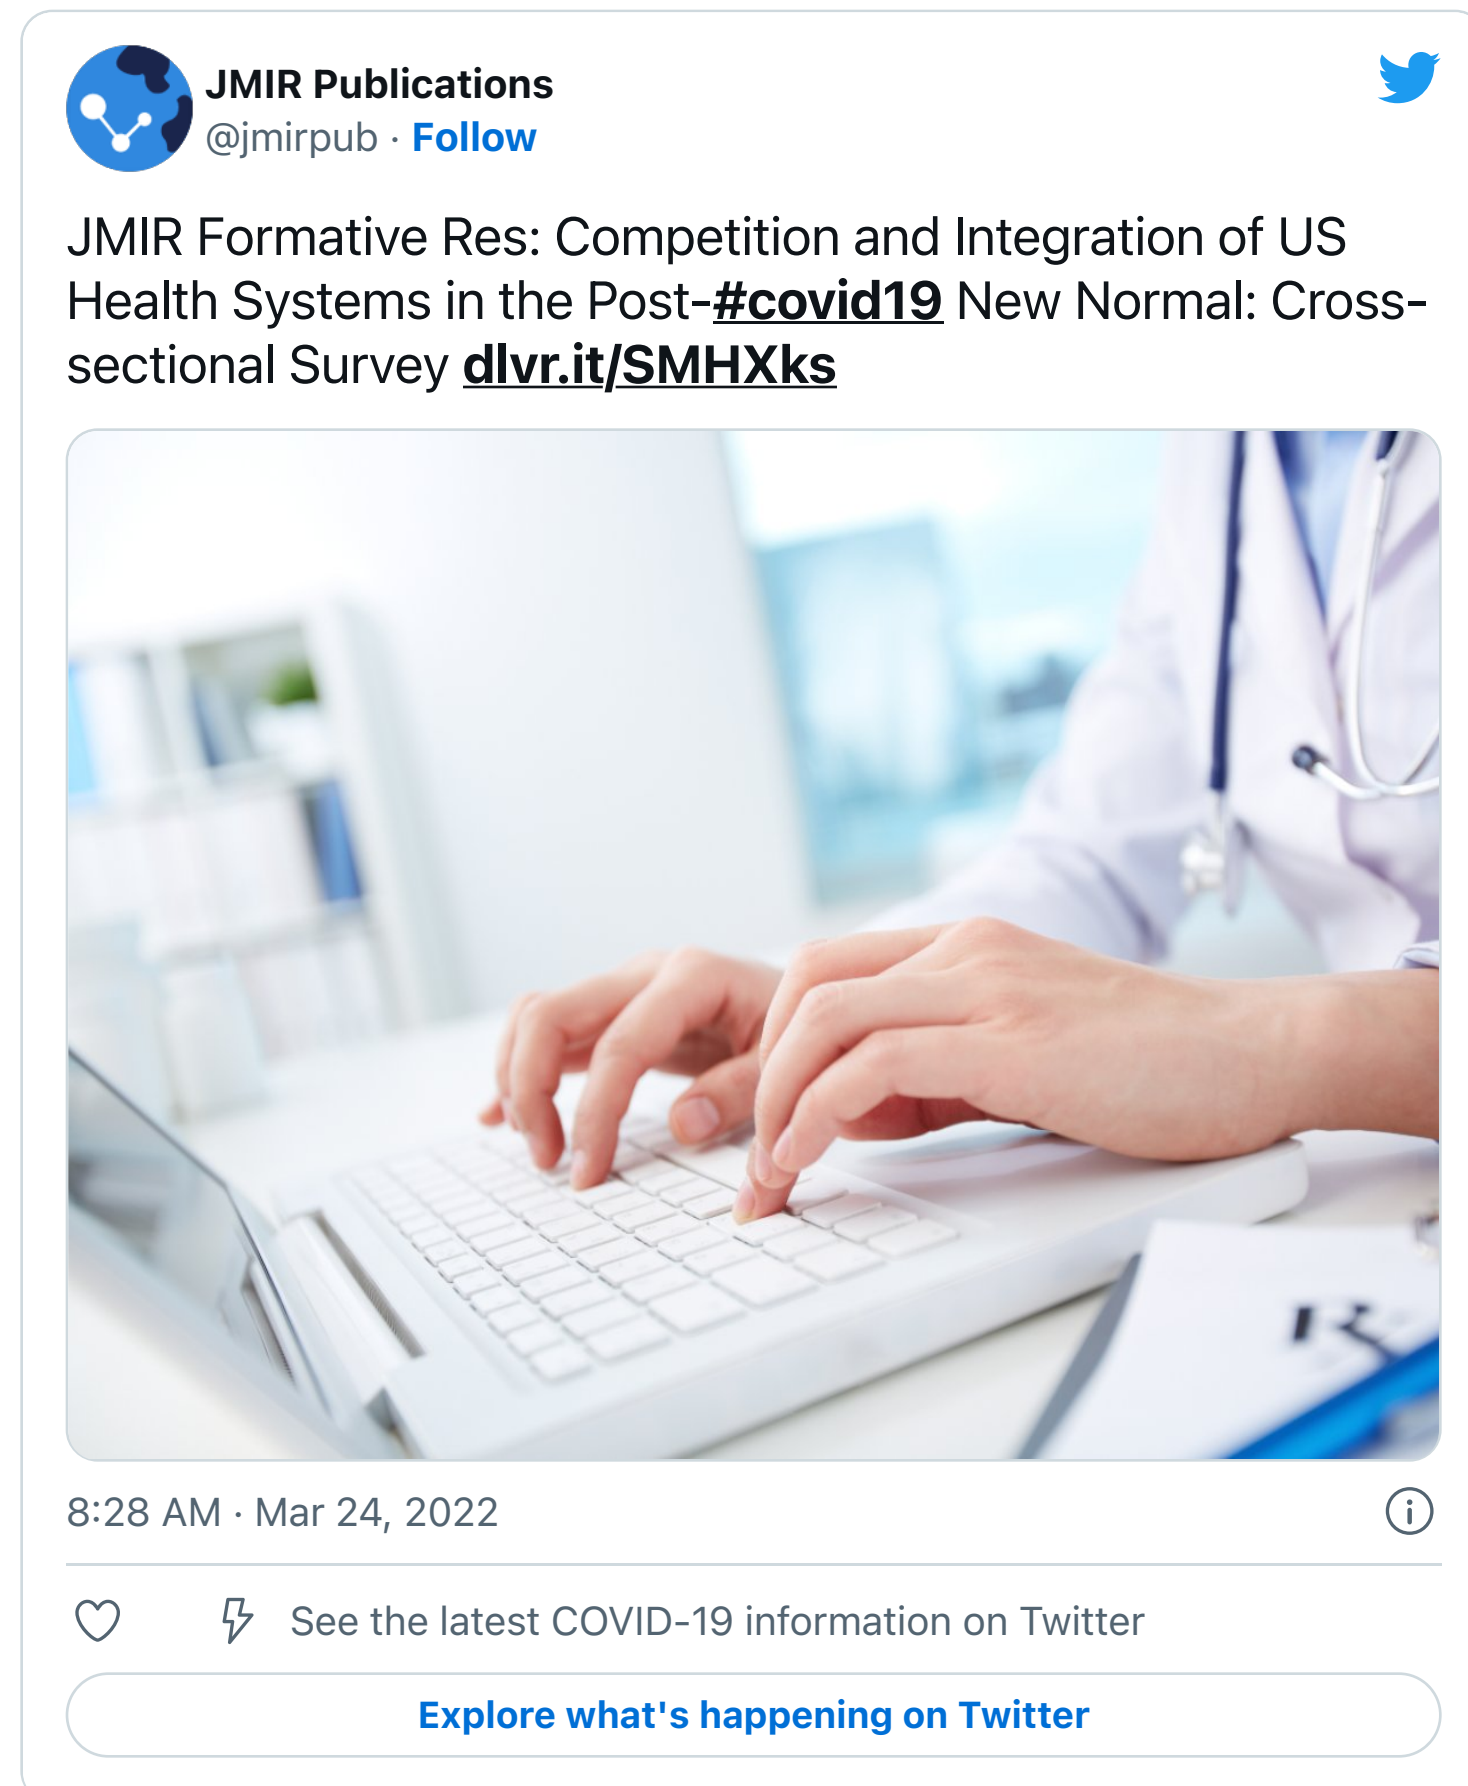 JMIR Publications
@jmirpub · Follow
JMIR Formative Res: Competition and Integration of US
Health Systems in the Post-#covid19 New Normal: Cross-
sectional Survey dlvr.it/SMHXks
Rx
8:28 AM · Mar 24, 2022
See the latest COVID-19 information on Twitter
Explore what's happening on Twitter